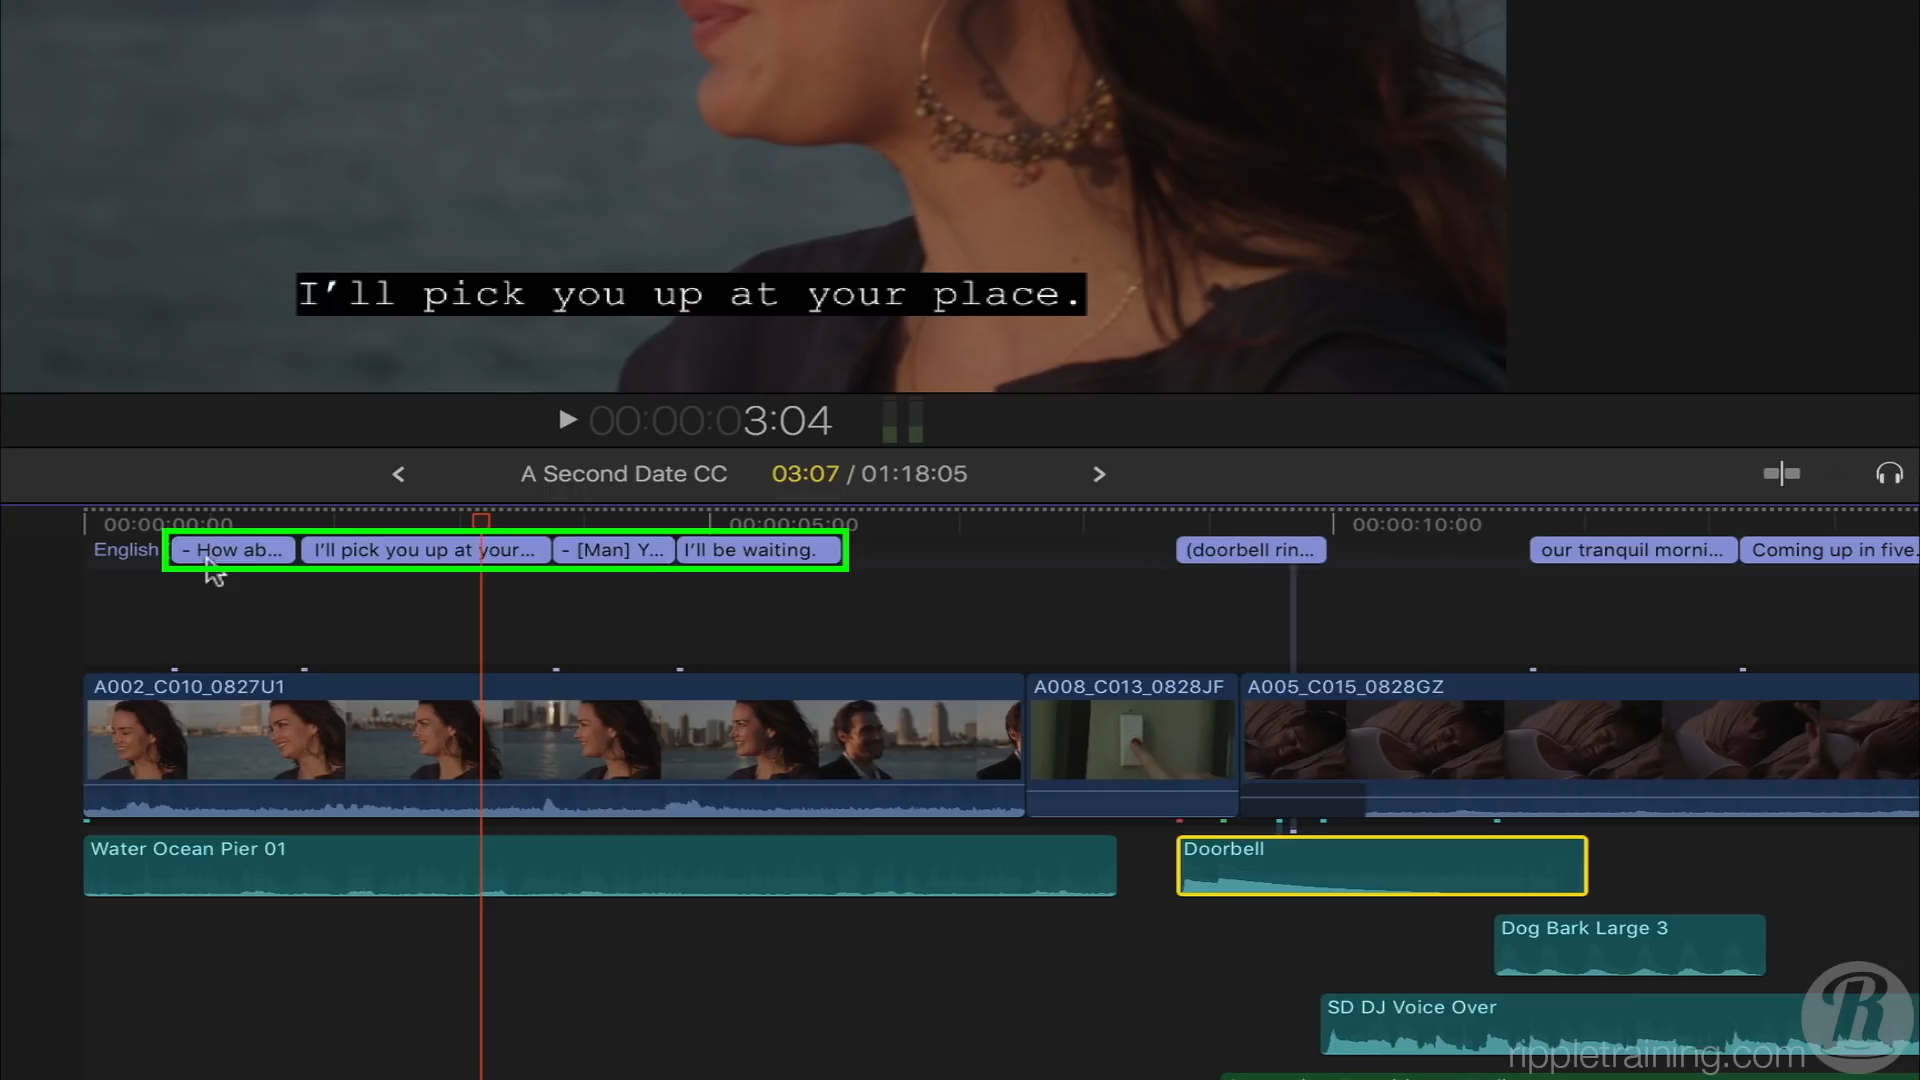 I’ll pick you up at your place.
00:00:03:04
A Second Date CC 03:07 / 01:18:05
00:00:00:00 00:00:05:00 00:00:10:00
English - How ab... I’ll pick you up at your... - [Man] Y... I’ll be waiting. (doorbell rin... our tranquil morni... Coming up in five.
A002_C010_0827U1 A008_C013_0828JF A005_C015_0828GZ
Water Ocean Pier 01 Doorbell
Dog Bark Large 3
SD DJ Voice Over
R
rippletraining.com